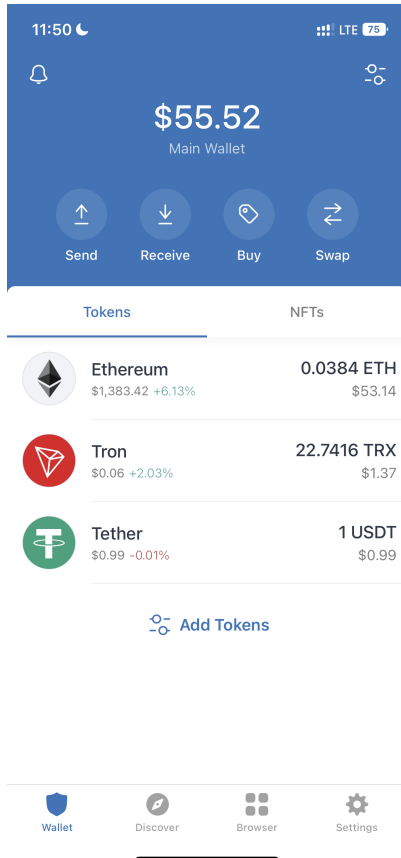 11:50 LTE 75
$55.52
Main Wallet
Send Receive Buy Swap
Tokens NFTs
Ethereum 0.0384 ETH
$1,383.42 +6.13% $53.14
Tron 22.7416 TRX
$0.06 +2.03% $1.37
Tether 1 USDT
$0.99 -0.01% $0.99
Add Tokens
Wallet Discover Browser Settings